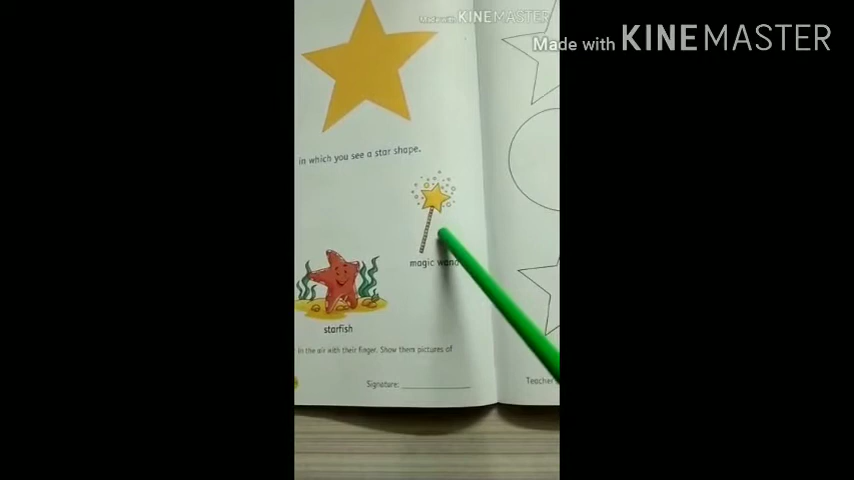 Made with KINEMASTER
Made with KINEMASTER
in which you see a star shape.
magic wand
starfish
in the air with their finger. Show them pictures of
Signature:
Teacher